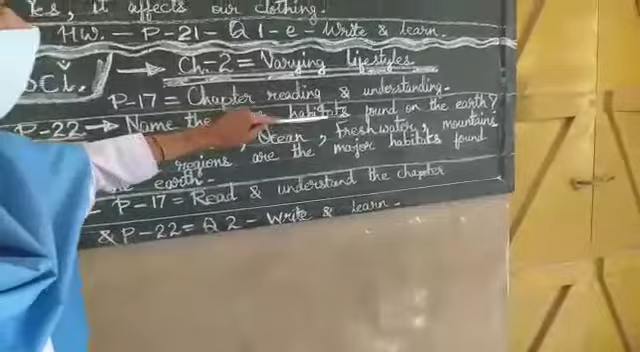 Yes, it affects our clothing.
HW. - P-21 - Q 1-e - Write & learn.
SCI. → Ch-2 = Varying lifestyles.
P-17 = Chapter reading & understanding.
P-22 → Name the habitats found on the earth?
Ocean, freshwater, mountains
regions, are the major habitats found
the earth.
- P-17 = Read & understand the chapter
& P-22 = Q 2 - Write & learn.